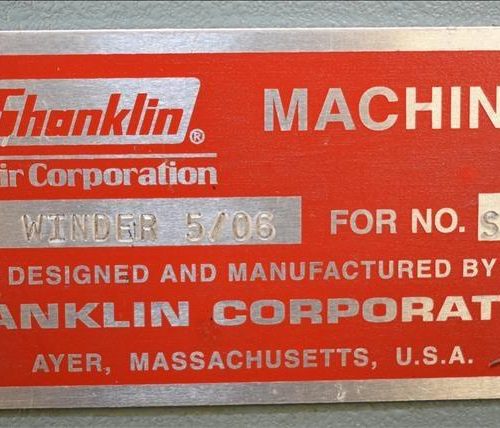 Shanklin®
MACHIN
ir Corporation
WINDER 5/06 FOR NO. S
DESIGNED AND MANUFACTURED BY
ANKLIN CORPORAT
AYER, MASSACHUSETTS, U.S.A.